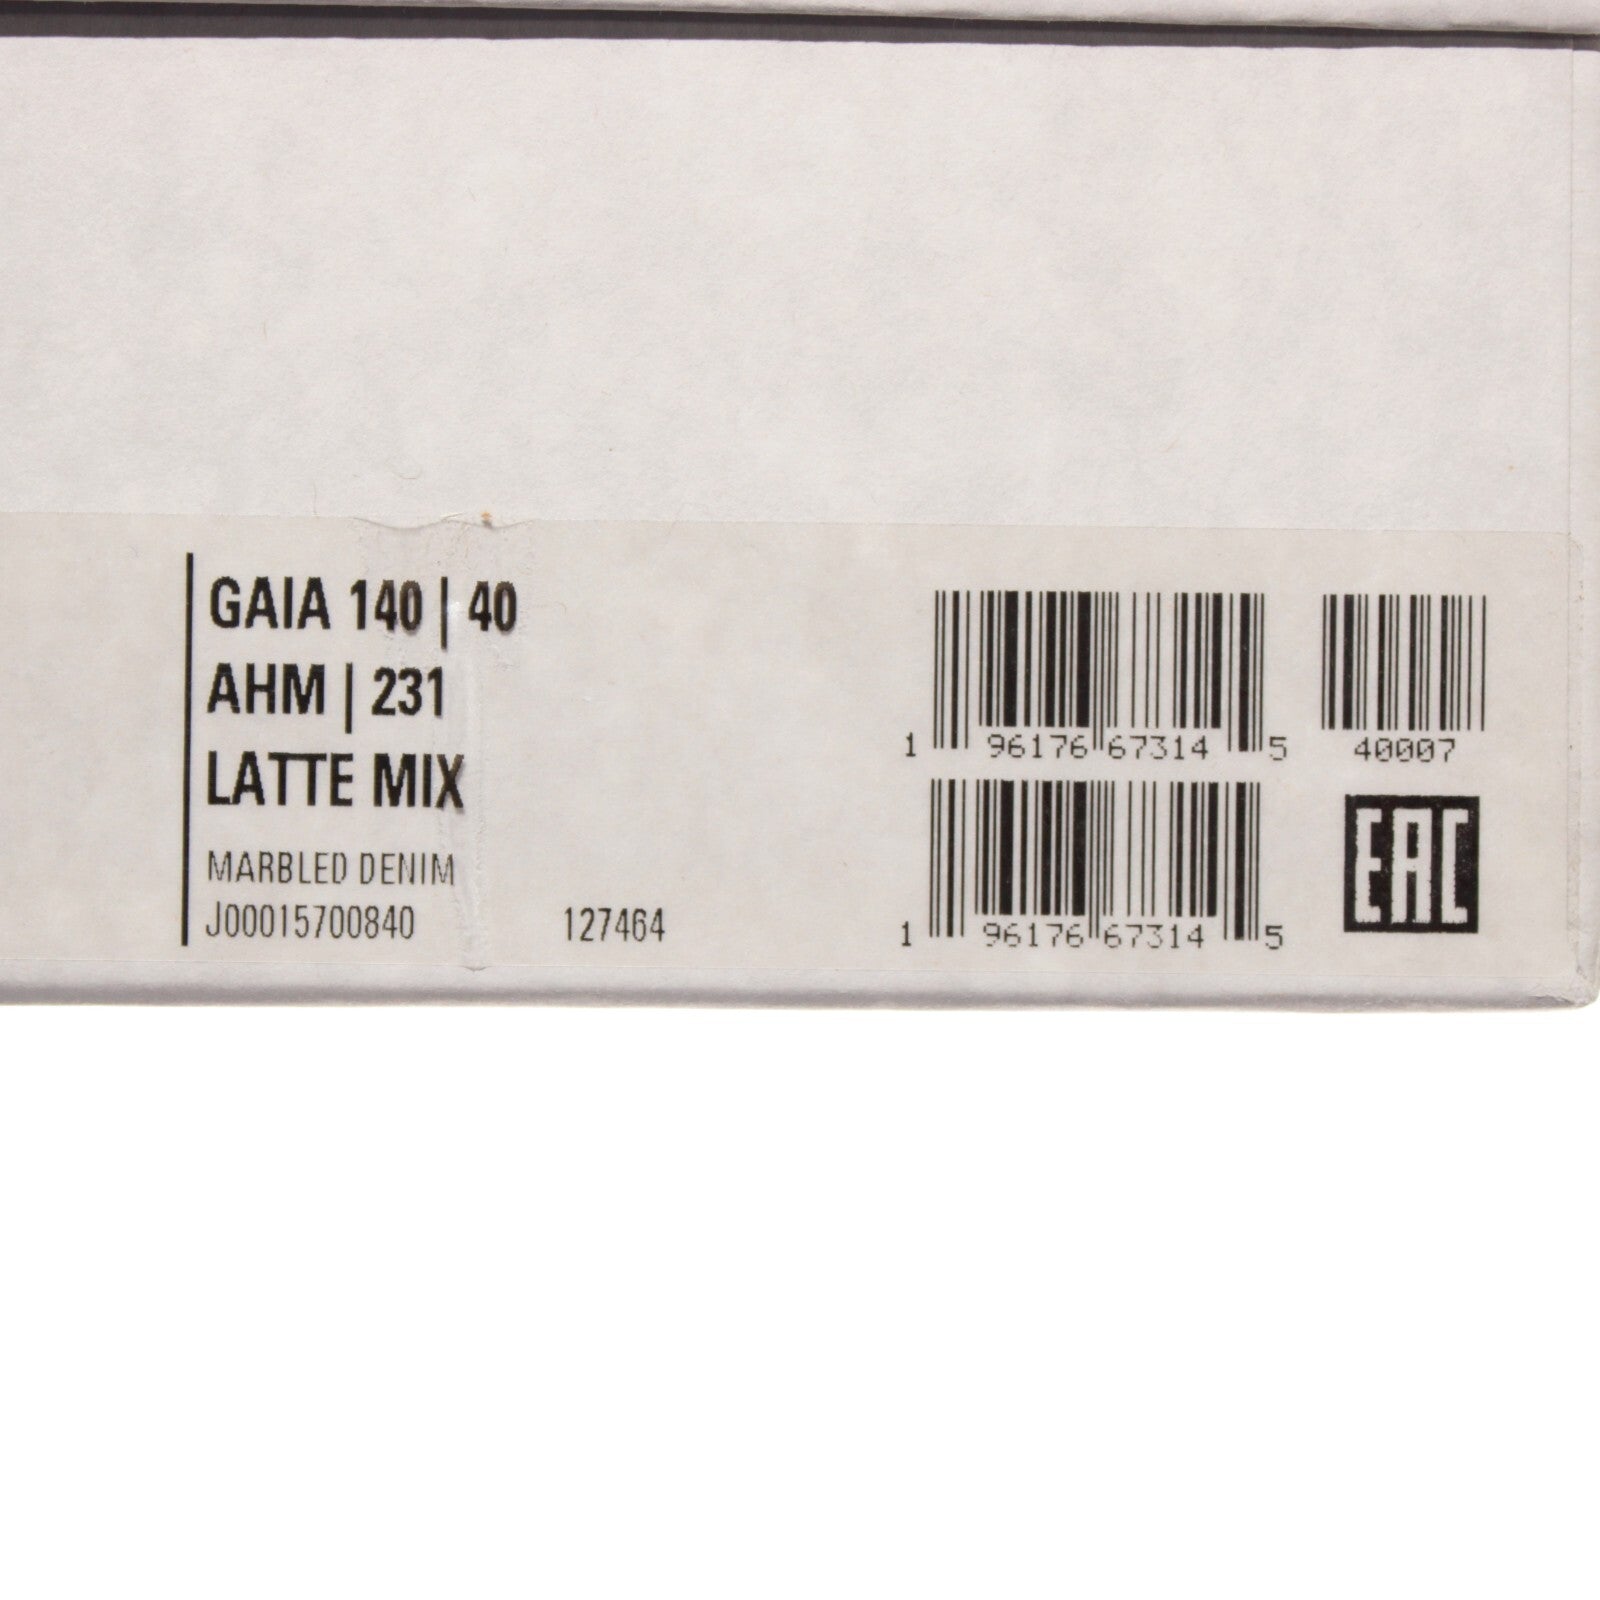 GAIA 140 | 40
AHM | 231
LATTE MIX
MARBLED DENIM
J00015700840
127464
1 96176 67314 5
40007
1 96176 67314 5
EAC